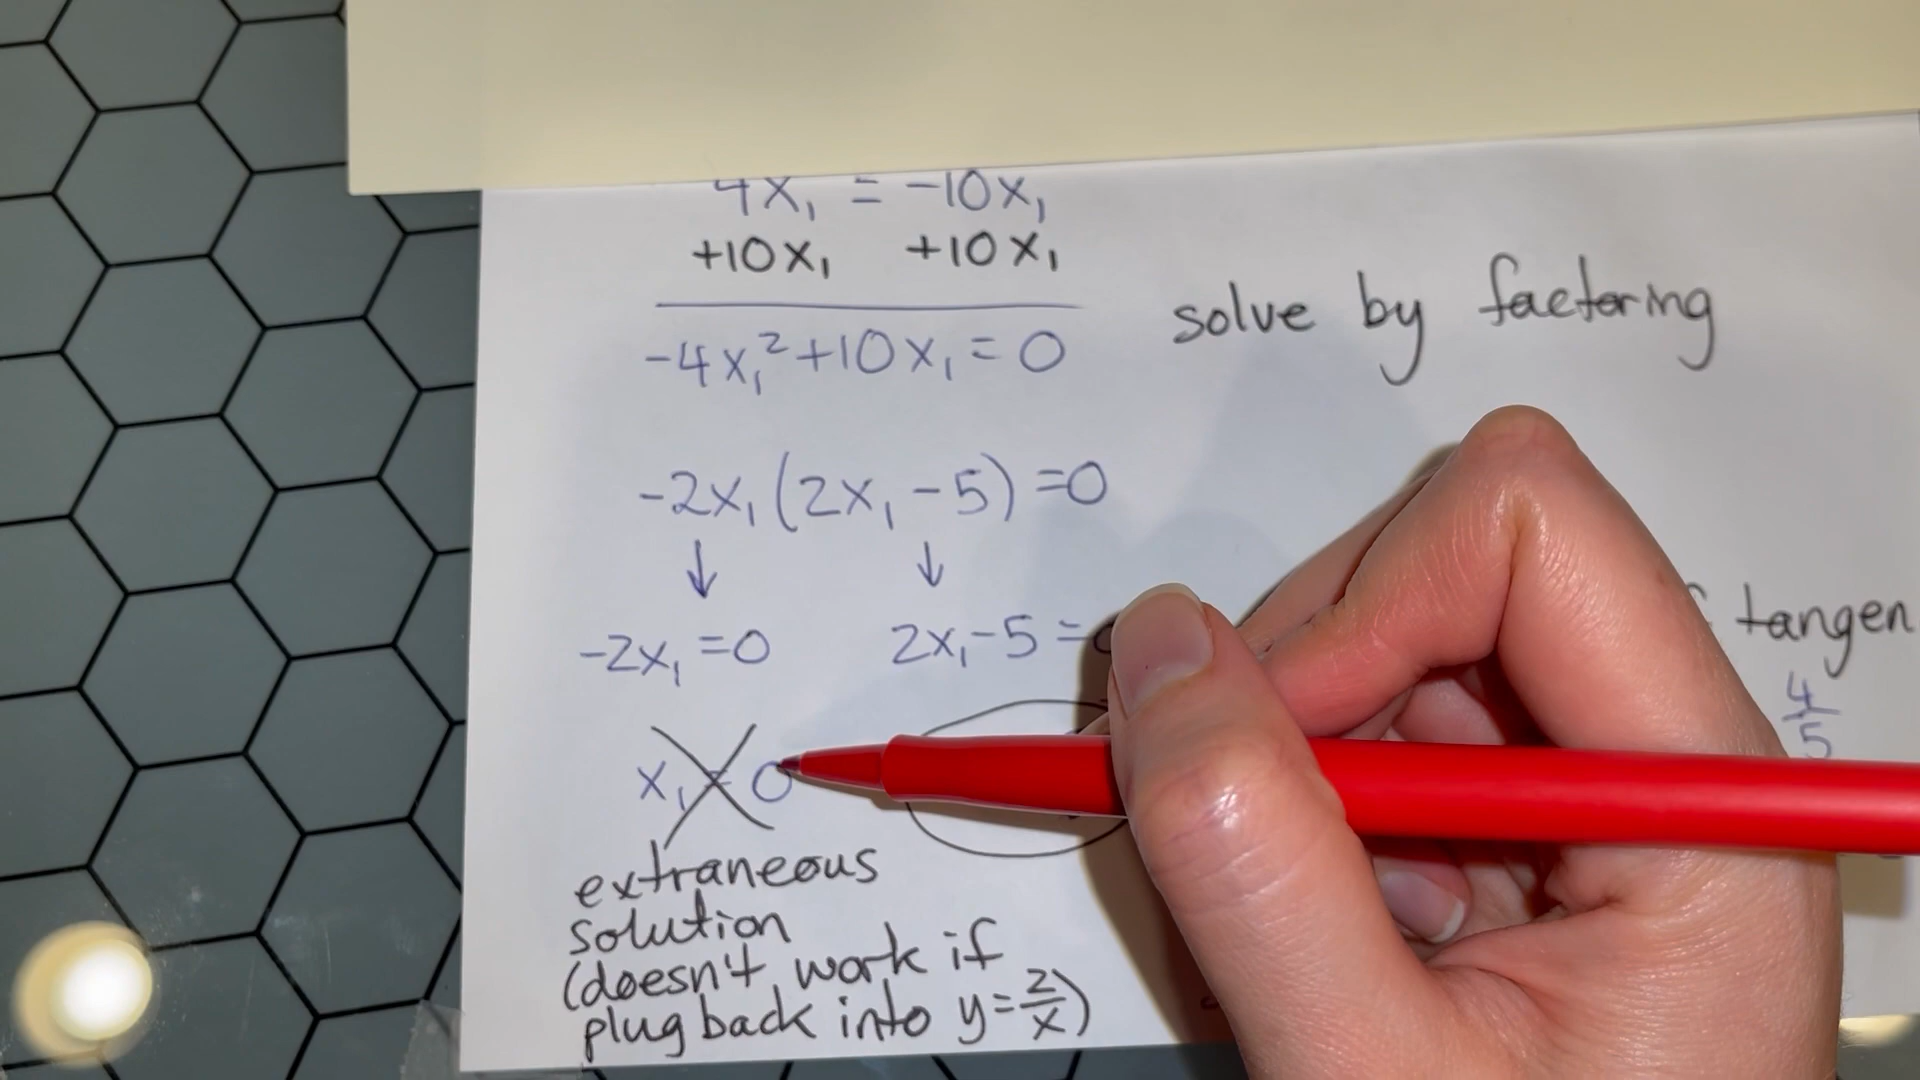 4x₁ = -10x₁
+10x₁ +10x₁
-4x₁²+10x₁ = 0
solve by factoring
-2x₁(2x₁-5)=0
↓ ↓
-2x₁=0 2x₁-5=
tangen
4/5
x₁=0
extraneous
solution
(doesn't work if
plug back into y=2/x)